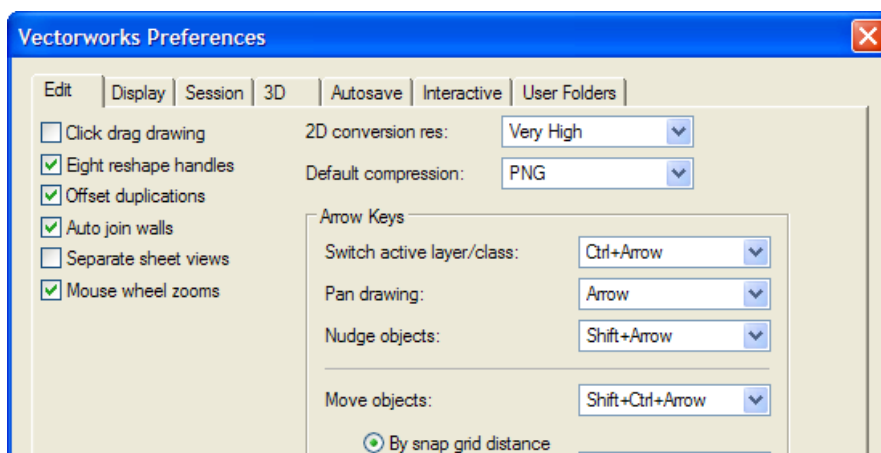 Vectorworks Preferences
Edit Display Session 3D Autosave Interactive User Folders
Click drag drawing
Eight reshape handles
Offset duplications
Auto join walls
Separate sheet views
Mouse wheel zooms
2D conversion res: Very High
Default compression: PNG
Arrow Keys
Switch active layer/class: Ctrl+Arrow
Pan drawing: Arrow
Nudge objects: Shift+Arrow
Move objects: Shift+Ctrl+Arrow
By snap grid distance